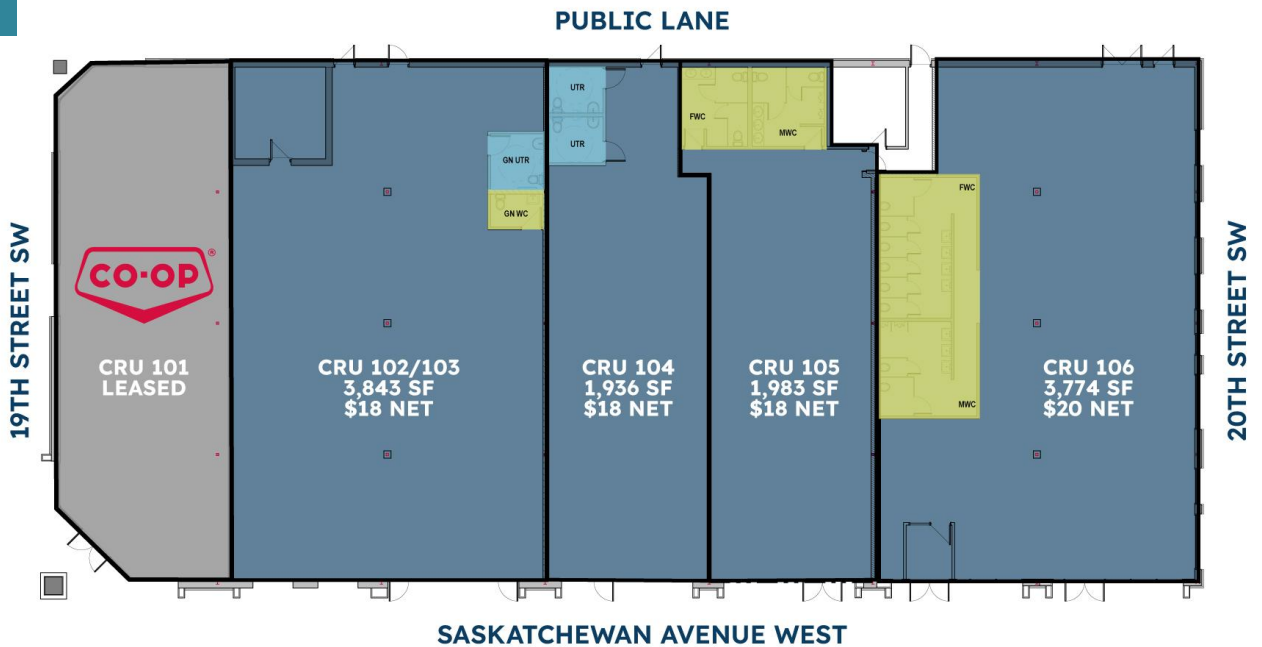 PUBLIC LANE
UTR
UTR
FWC
MWC
GN UTR
GN WC
FWC
MWC
19TH STREET SW
CO·OP®
CRU 101
LEASED
CRU 102/103
3,843 SF
$18 NET
CRU 104
1,936 SF
$18 NET
CRU 105
1,983 SF
$18 NET
CRU 106
3,774 SF
$20 NET
20TH STREET SW
SASKATCHEWAN AVENUE WEST